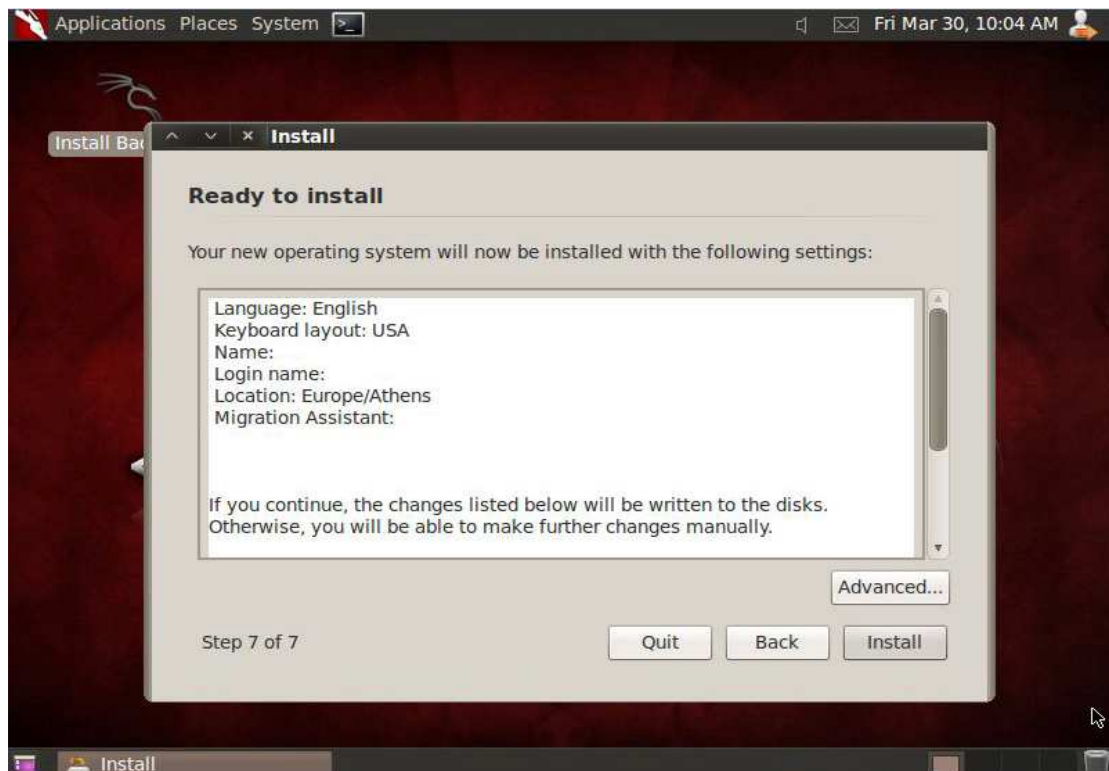 Applications Places System >_
Fri Mar 30, 10:04 AM
Install
Ready to install
Your new operating system will now be installed with the following settings:
Language: English
Keyboard layout: USA
Name:
Login name:
Location: Europe/Athens
Migration Assistant:
If you continue, the changes listed below will be written to the disks.
Otherwise, you will be able to make further changes manually.
Advanced...
Step 7 of 7
Quit
Back
Install
Install